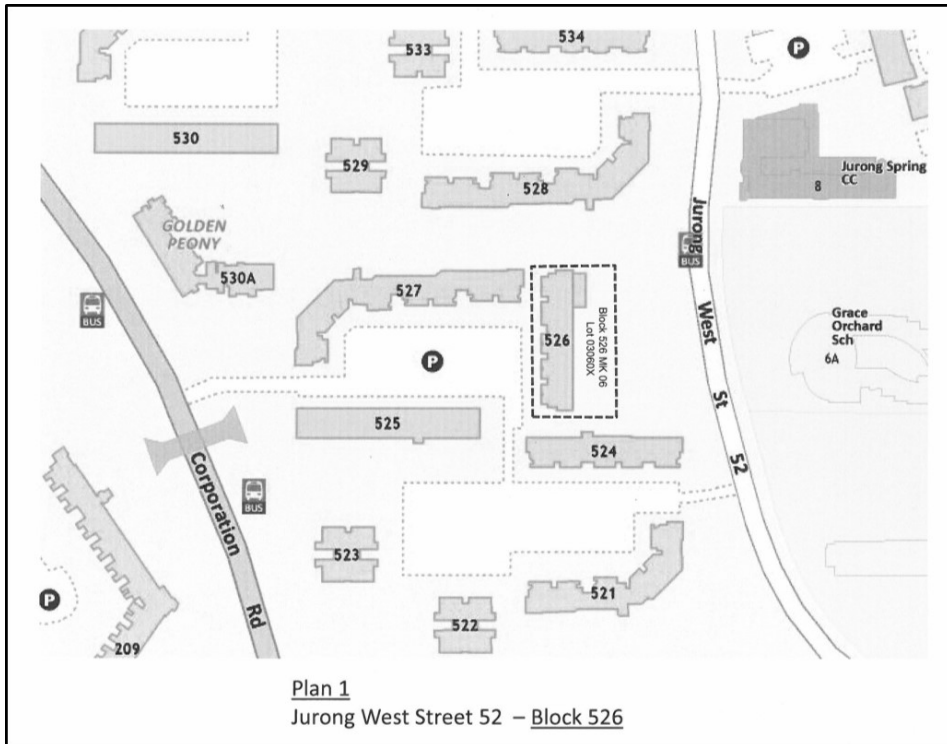 533
534
P
530
529
528
Jurong Spring
CC
8
GOLDEN
PEONY
530A
527
Jurong West St 52
BUS
BUS
526
Block 526 MK 06
Lot 03060X
Grace
Orchard
Sch
6A
P
525
524
Corporation Rd
BUS
523
521
P
522
209
Plan 1
Jurong West Street 52 – Block 526